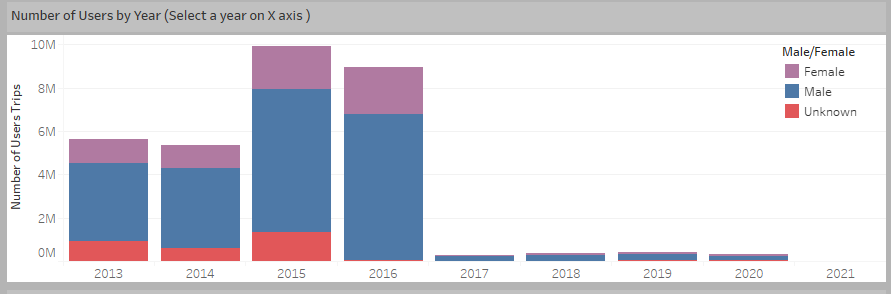 Number of Users by Year (Select a year on X axis )
Number of Users Trips
10M
8M
6M
4M
2M
0M
Male/Female
Female
Male
Unknown
2013 2014 2015 2016 2017 2018 2019 2020 2021